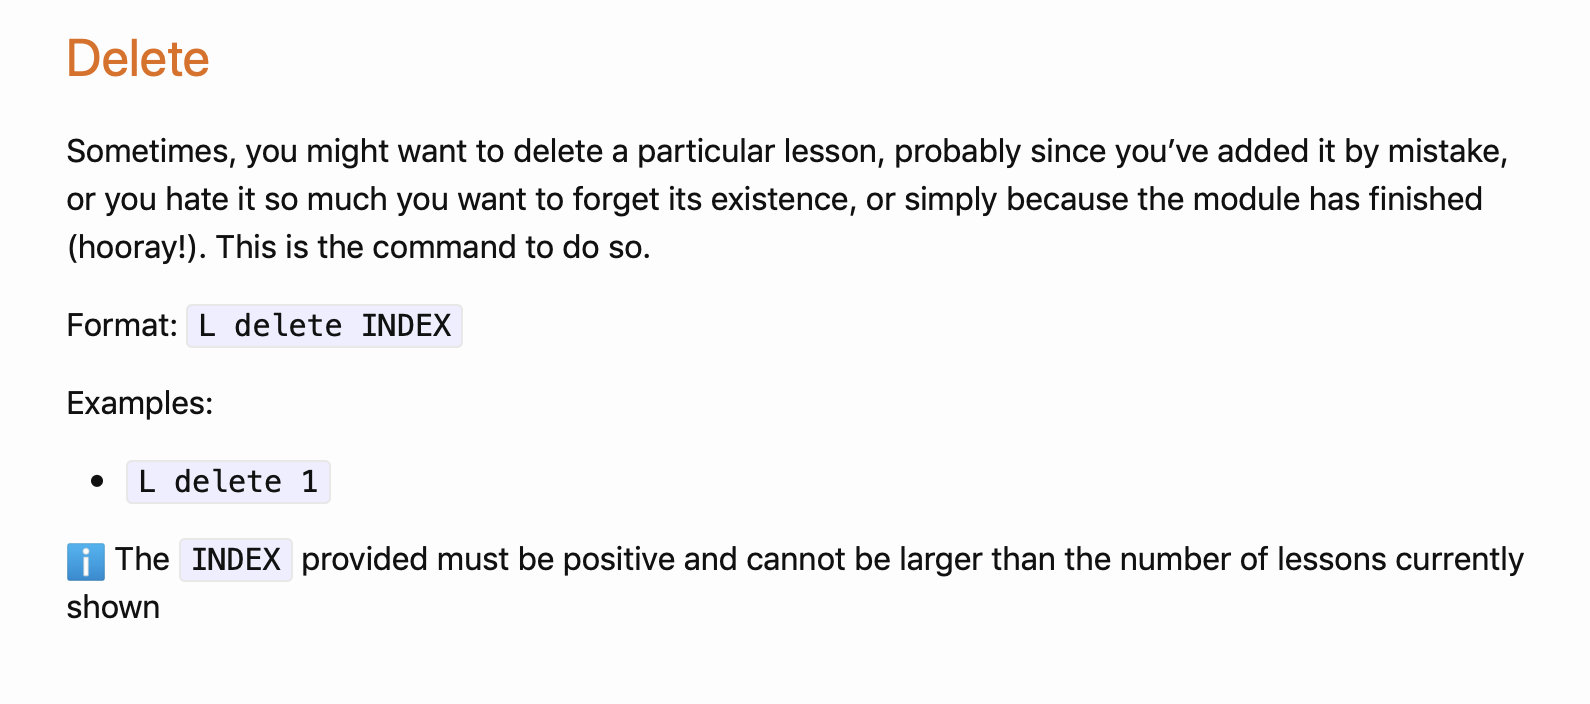 Delete
Sometimes, you might want to delete a particular lesson, probably since you’ve added it by mistake,
or you hate it so much you want to forget its existence, or simply because the module has finished
(hooray!). This is the command to do so.
Format: L delete INDEX
Examples:
• L delete 1
ℹ️ The INDEX provided must be positive and cannot be larger than the number of lessons currently
shown